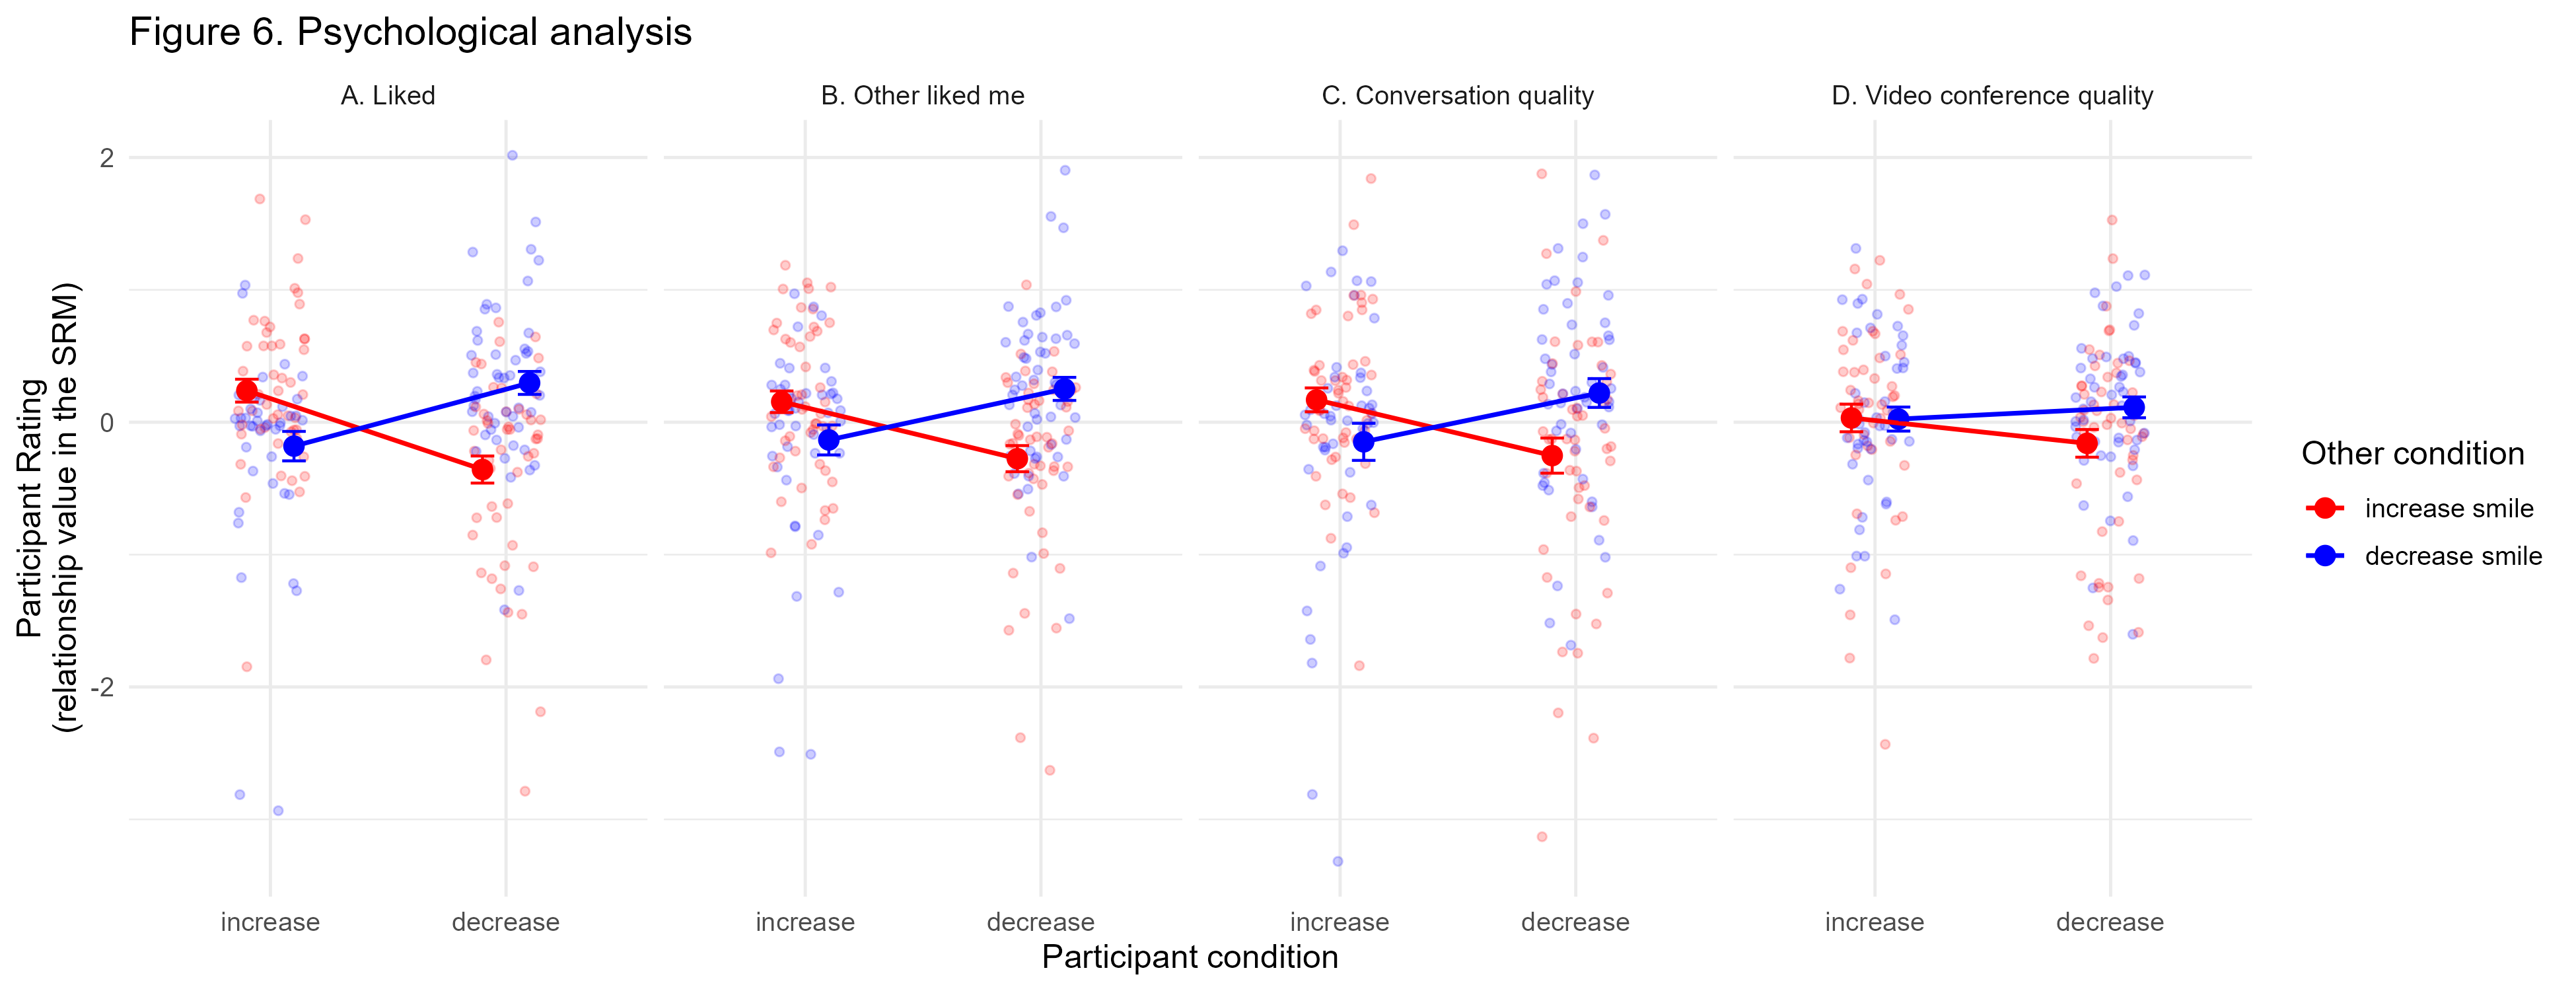 Figure 6. Psychological analysis
A. Liked
B. Other liked me
C. Conversation quality
D. Video conference quality
Participant Rating
(relationship value in the SRM)
2
0
-2
increase
decrease
increase
decrease
increase
decrease
increase
decrease
Participant condition
Other condition
increase smile
decrease smile